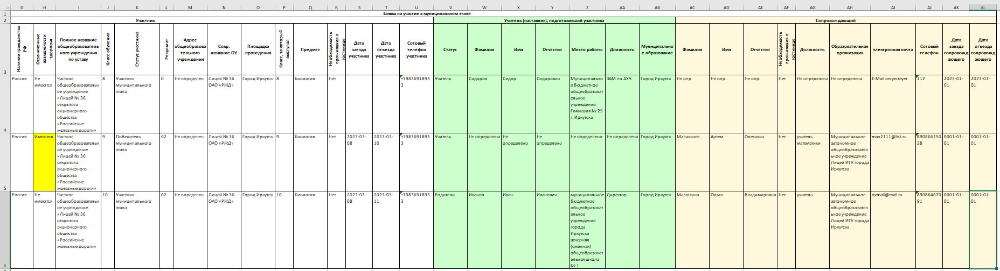 G H I J K L M N O P Q R S T U V W X Y Z AA AB AC AD AE AF AG AH AI AJ AK AL
1 Заявка на участие в муниципальном этапе
2 Участник Учитель (наставник), подготовивший участника Сопровождающий
3
Наличие гражданства РФ
Ограниченные возможности здоровья
Полное название общеобразовательного учреждения по уставу
Класс обучения
Статус участника
Результат
Адрес общеобразовательного учреждения
Сокр. название ОУ
Площадка проведения
Класс, за который выступал
Предмет
Необходимость проживания в гостинице
Дата заезда участника
Дата отъезда участника
Сотовый телефон участника
Статус
Фамилия
Имя
Отчество
Место работы
Должность
Муниципальное образование
Фамилия
Имя
Отчество
Необходимость проживания в гостинице
Должность
Образовательная организация
электронная почта
Сотовый телефон
Дата заезда сопровождающего
Дата отъезда сопровождающего
4
Россия
Не имеются
Частное общеобразовательное учреждение «Лицей № 36 открытого акционерного общества «Российские железные дороги»
8
Участник муниципального этапа
0
Не определен
Лицей № 36 ОАО «РЖД»
Город Иркутск
8
Биология
Нет
+79836918933
Учитель
Сидоров
Сидор
Сидорович
Муниципальное бюджетное общеобразовательное учреждение Гимназия № 25 г. Иркутска
ЗАМ по АХЧ
Город Иркутск
Не опр.
Не опр.
Не опр.
Нет
Не определена
Не определена
E-Mail отсутствует
112
2023-01-01
2023-01-01
5
Россия
Имеются
Частное общеобразовательное учреждение «Лицей № 36 открытого акционерного общества «Российские железные дороги»
9
Победитель муниципального этапа
62
Не определен
Лицей № 36 ОАО «РЖД»
Город Иркутск
9
Биология
Нет
2023-03-08
2023-03-10
+79836918933
Учитель
Не определена
Не определено
Не определено
Не определено
Не определена
Город Иркутск
Малакичев
Артем
Олегович
Нет
учитель математики
Муниципальное автономное общеобразовательное учреждение Лицей ИГУ города Иркутска
mao2111@list.ru
89086625028
0001-01-01
0001-01-01
6
Россия
Не имеются
Частное общеобразовательное учреждение «Лицей № 36 открытого акционерного общества «Российские железные дороги»
10
Участник муниципального этапа
62
Не определен
Лицей № 36 ОАО «РЖД»
Город Иркутск
10
Биология
Нет
2023-03-08
2023-03-11
+79836918933
Родители
Иванов
Иван
Иванович
муниципальное бюджетное общеобразовательное учреждение города Иркутска вечерняя (сменная) общеобразовательная школа № 1
Директор
Город Иркутск
Малюгина
Ольга
Владимировна
Нет
учитель
Муниципальное автономное общеобразовательное учреждение Лицей ИГУ города Иркутска
ovmali@mail.ru
89086467091
0001-01-01
0001-01-01